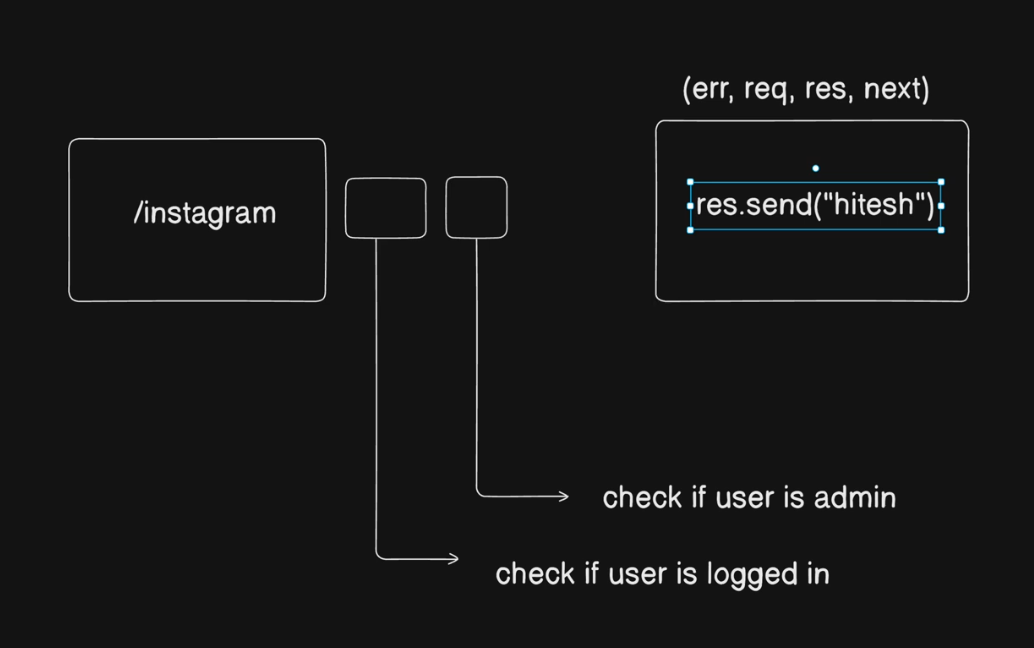 (err, req, res, next)
/instagram
res.send("hitesh")
check if user is admin
check if user is logged in